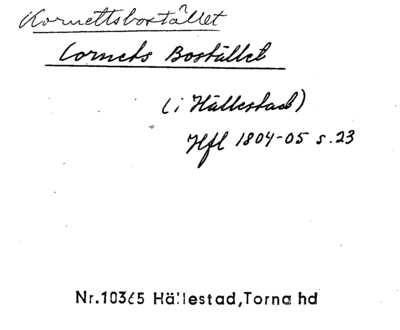 Kornettsbostället
Cornets Bostället
(i Hällestad)
Hfl 1804-05 s. 23
Nr.10365 Hällestad,Torna hd